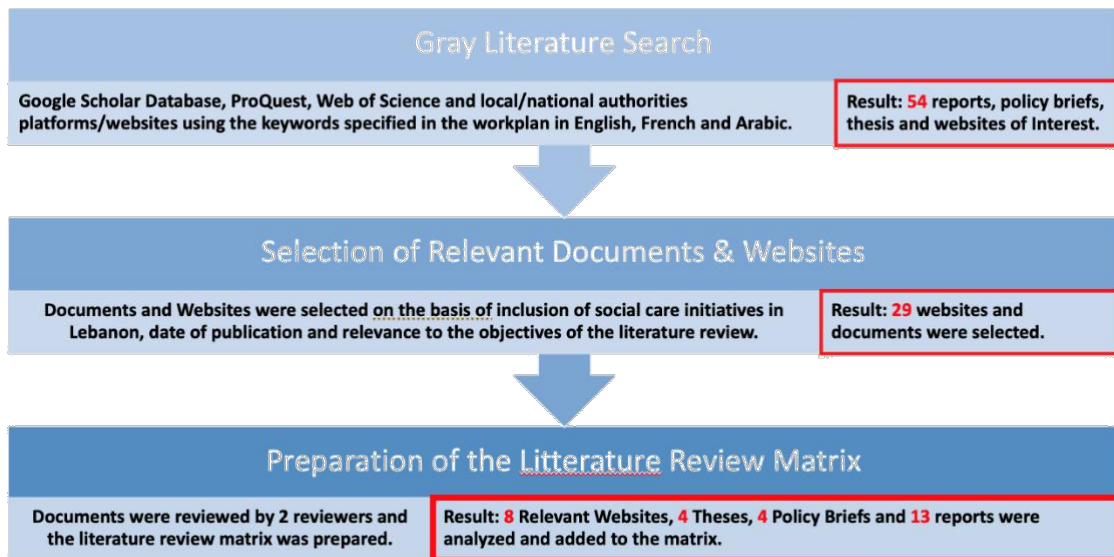 Gray Literature Search
Google Scholar Database, ProQuest, Web of Science and local/national authorities
platforms/websites using the keywords specified in the workplan in English, French and Arabic.
Result: 54 reports, policy briefs,
thesis and websites of Interest.
Selection of Relevant Documents & Websites
Documents and Websites were selected on the basis of inclusion of social care initiatives in
Lebanon, date of publication and relevance to the objectives of the literature review.
Result: 29 websites and
documents were selected.
Preparation of the Litterature Review Matrix
Documents were reviewed by 2 reviewers and
the literature review matrix was prepared.
Result: 8 Relevant Websites, 4 Theses, 4 Policy Briefs and 13 reports were
analyzed and added to the matrix.